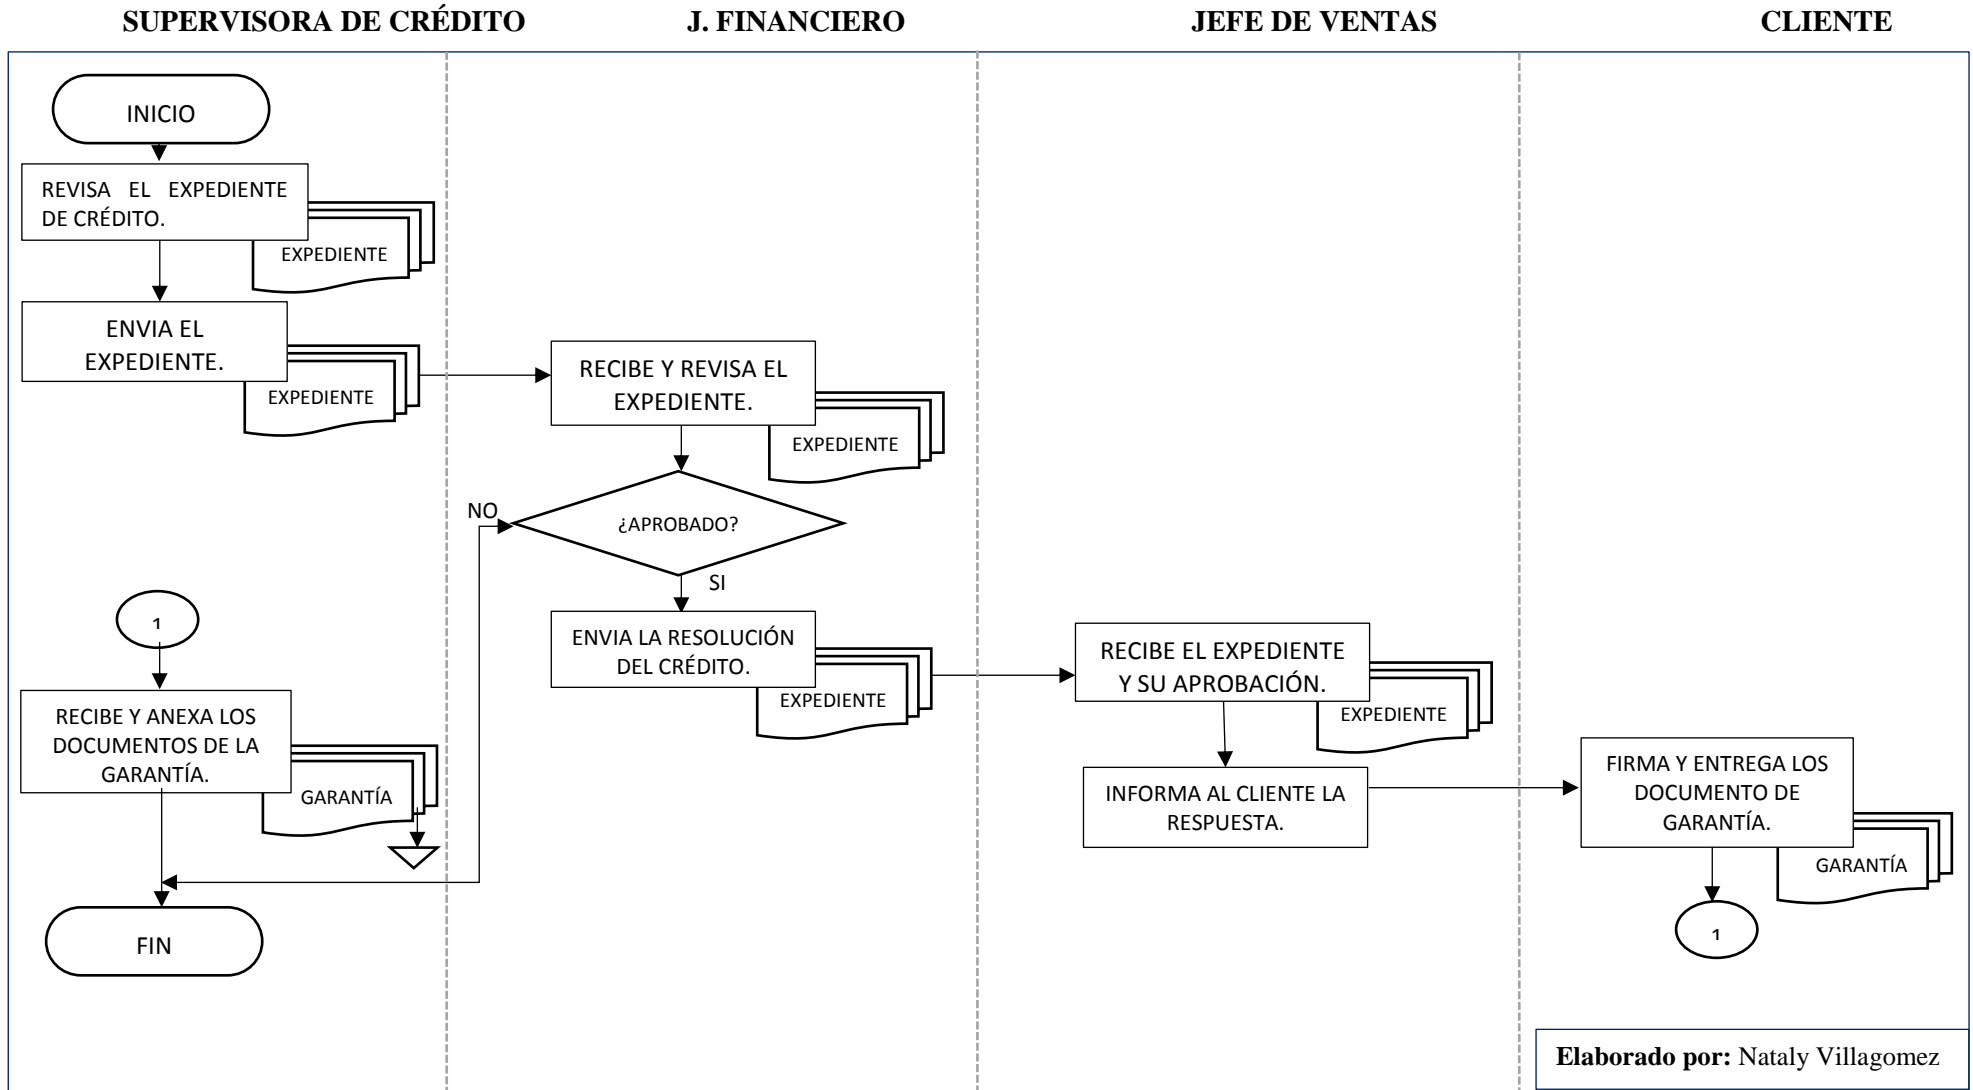 SUPERVISORA DE CRÉDITO
J. FINANCIERO
JEFE DE VENTAS
CLIENTE
INICIO
REVISA EL EXPEDIENTE
DE CRÉDITO.
EXPEDIENTE
ENVIA EL
EXPEDIENTE.
EXPEDIENTE
RECIBE Y REVISA EL
EXPEDIENTE.
EXPEDIENTE
NO
¿APROBADO?
SI
ENVIA LA RESOLUCIÓN
DEL CRÉDITO.
EXPEDIENTE
RECIBE EL EXPEDIENTE
Y SU APROBACIÓN.
EXPEDIENTE
INFORMA AL CLIENTE LA
RESPUESTA.
FIRMA Y ENTREGA LOS
DOCUMENTO DE
GARANTÍA.
GARANTÍA
1
1
RECIBE Y ANEXA LOS
DOCUMENTOS DE LA
GARANTÍA.
GARANTÍA
FIN
Elaborado por: Nataly Villagomez